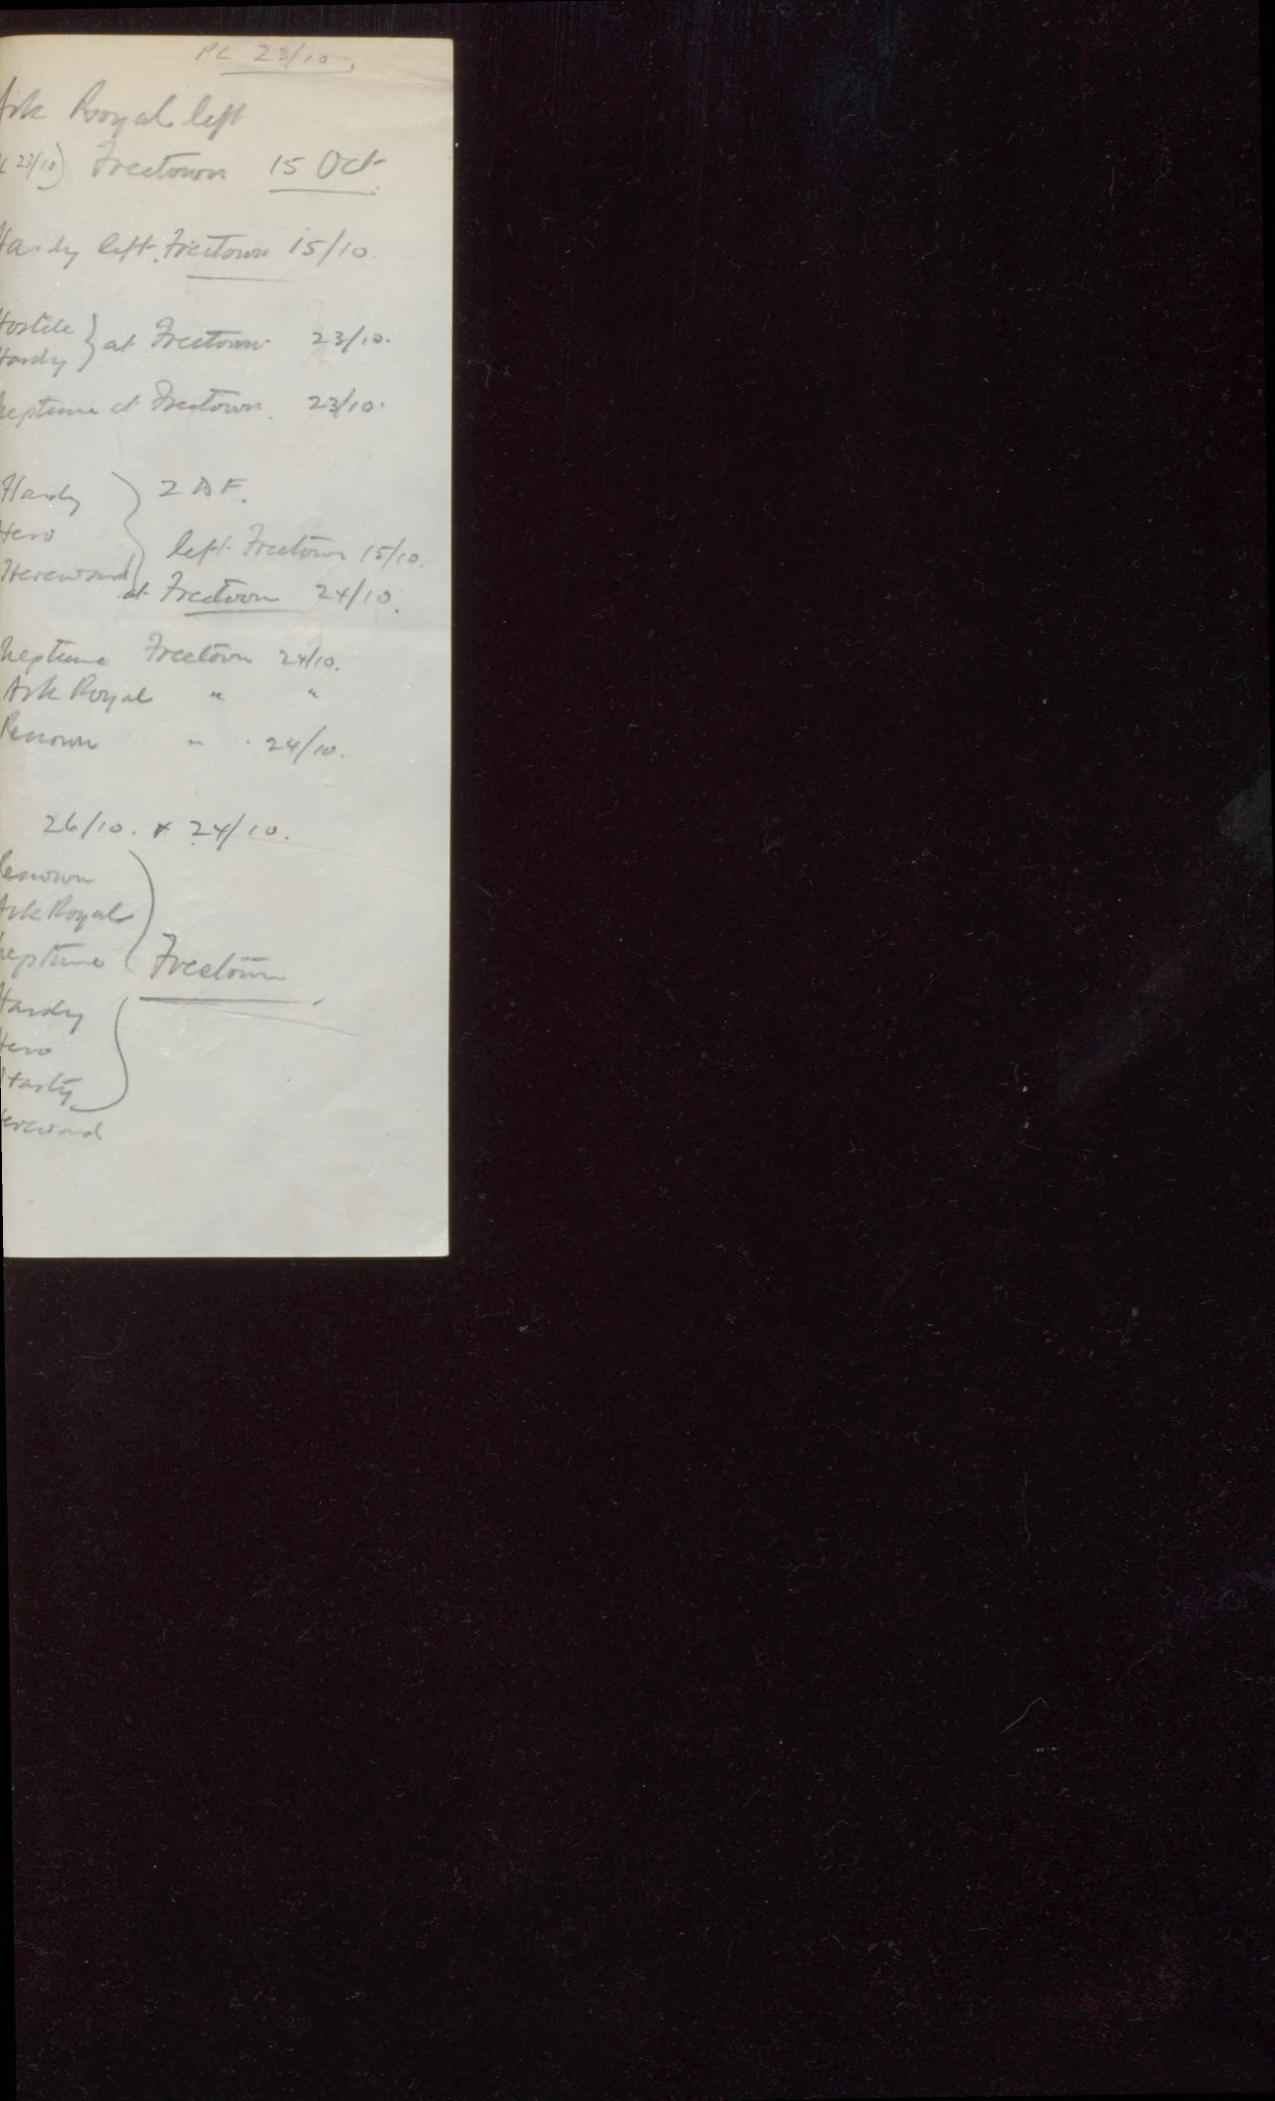 PL 23/10.
Ark Royal left
(L 23/10) Freetown 15 Oct.
Hardy left Freetown 15/10.
Hostile
Hardy } at Freetown 23/10.
Neptune at Freetown. 23/10.
Hardy } 2 DF.
Hero
left Freetown 15/10.
Hereward
at Freetown 24/10.
Neptune Freetown 24/10.
Ark Royal " "
Renown " 24/10.
26/10. & 24/10.
Renown
Ark Royal
Neptune } Freetown
Hardy
Hero
Hasty
Hereward